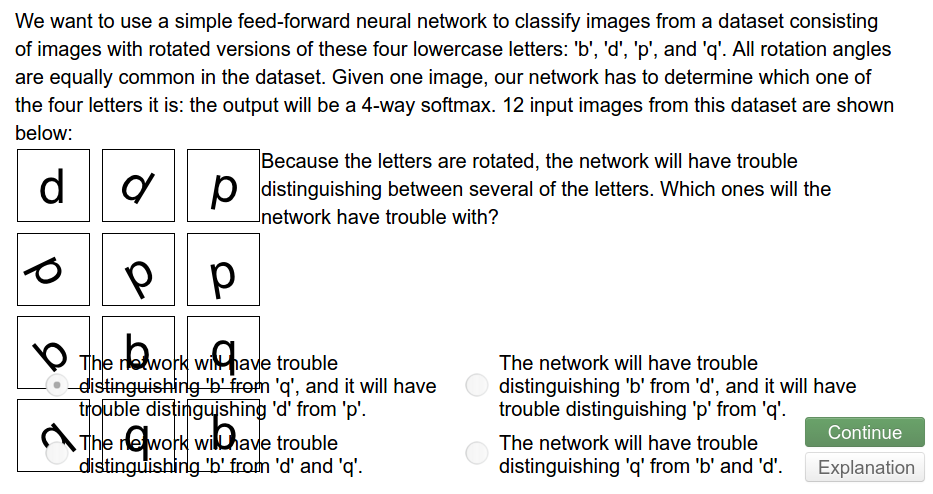 We want to use a simple feed-forward neural network to classify images from a dataset consisting
of images with rotated versions of these four lowercase letters: 'b', 'd', 'p', and 'q'. All rotation angles
are equally common in the dataset. Given one image, our network has to determine which one of
the four letters it is: the output will be a 4-way softmax. 12 input images from this dataset are shown
below:
d d p
Because the letters are rotated, the network will have trouble
distinguishing between several of the letters. Which ones will the
network have trouble with?
p p p
b b q
q q b
The network will have trouble
distinguishing 'b' from 'q', and it will have
trouble distinguishing 'd' from 'p'.
The network will have trouble
distinguishing 'b' from 'd', and it will have
trouble distinguishing 'p' from 'q'.
The network will have trouble
distinguishing 'b' from 'd' and 'q'.
The network will have trouble
distinguishing 'q' from 'b' and 'd'.
Continue
Explanation